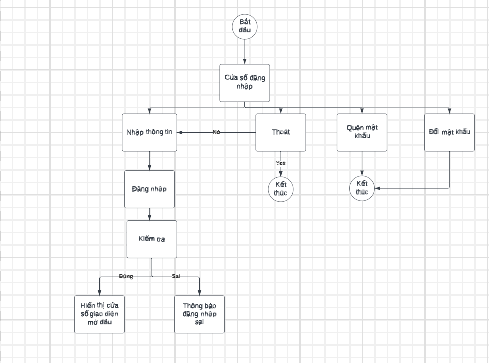 Bắt
đầu
Cửa sổ đăng
nhập
Nhập thông tin
No
Thoát
Quên mật
khẩu
Đổi mật khẩu
Yes
Kết
thúc
Kết
thúc
Đăng nhập
Kiểm tra
Đúng
Sai
Hiển thị cửa
sổ giao diện
mở đầu
Thông báo
đăng nhập
sai